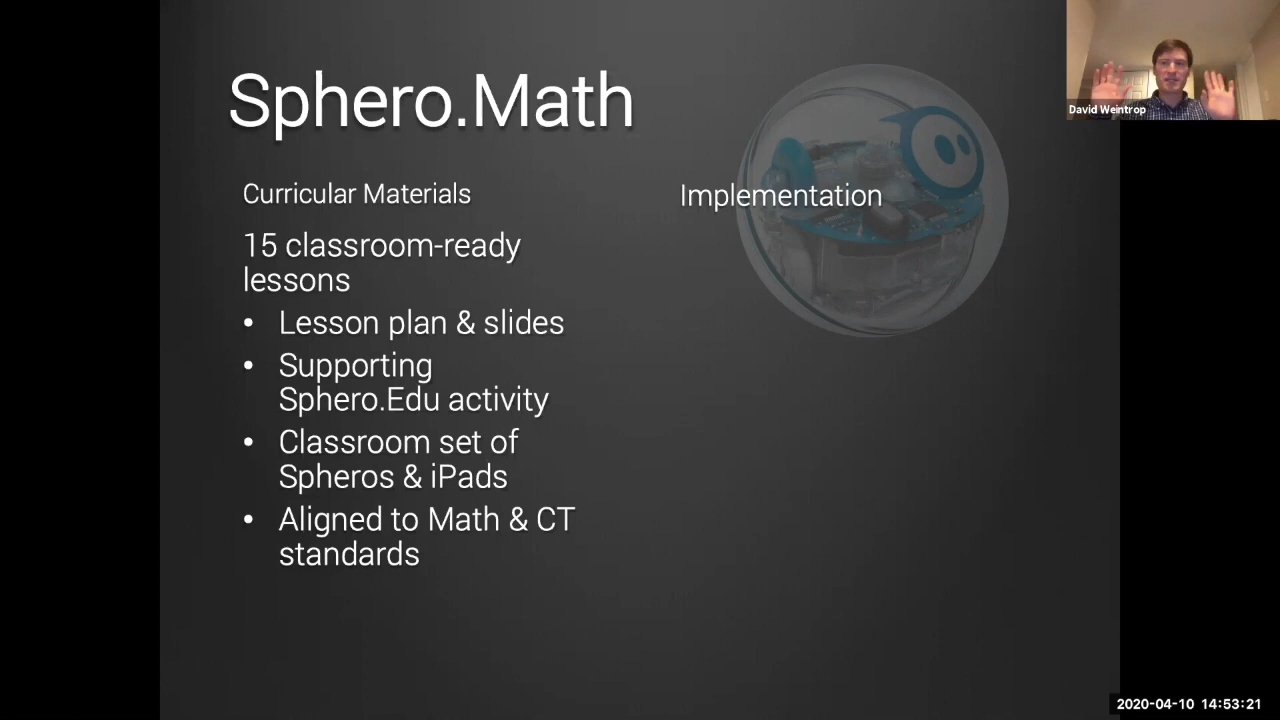 Sphero.Math
Curricular Materials
15 classroom-ready
lessons
• Lesson plan & slides
• Supporting
Sphero.Edu activity
• Classroom set of
Spheros & iPads
• Aligned to Math & CT
standards
Implementation
David Weintrop
2020-04-10 14:53:21